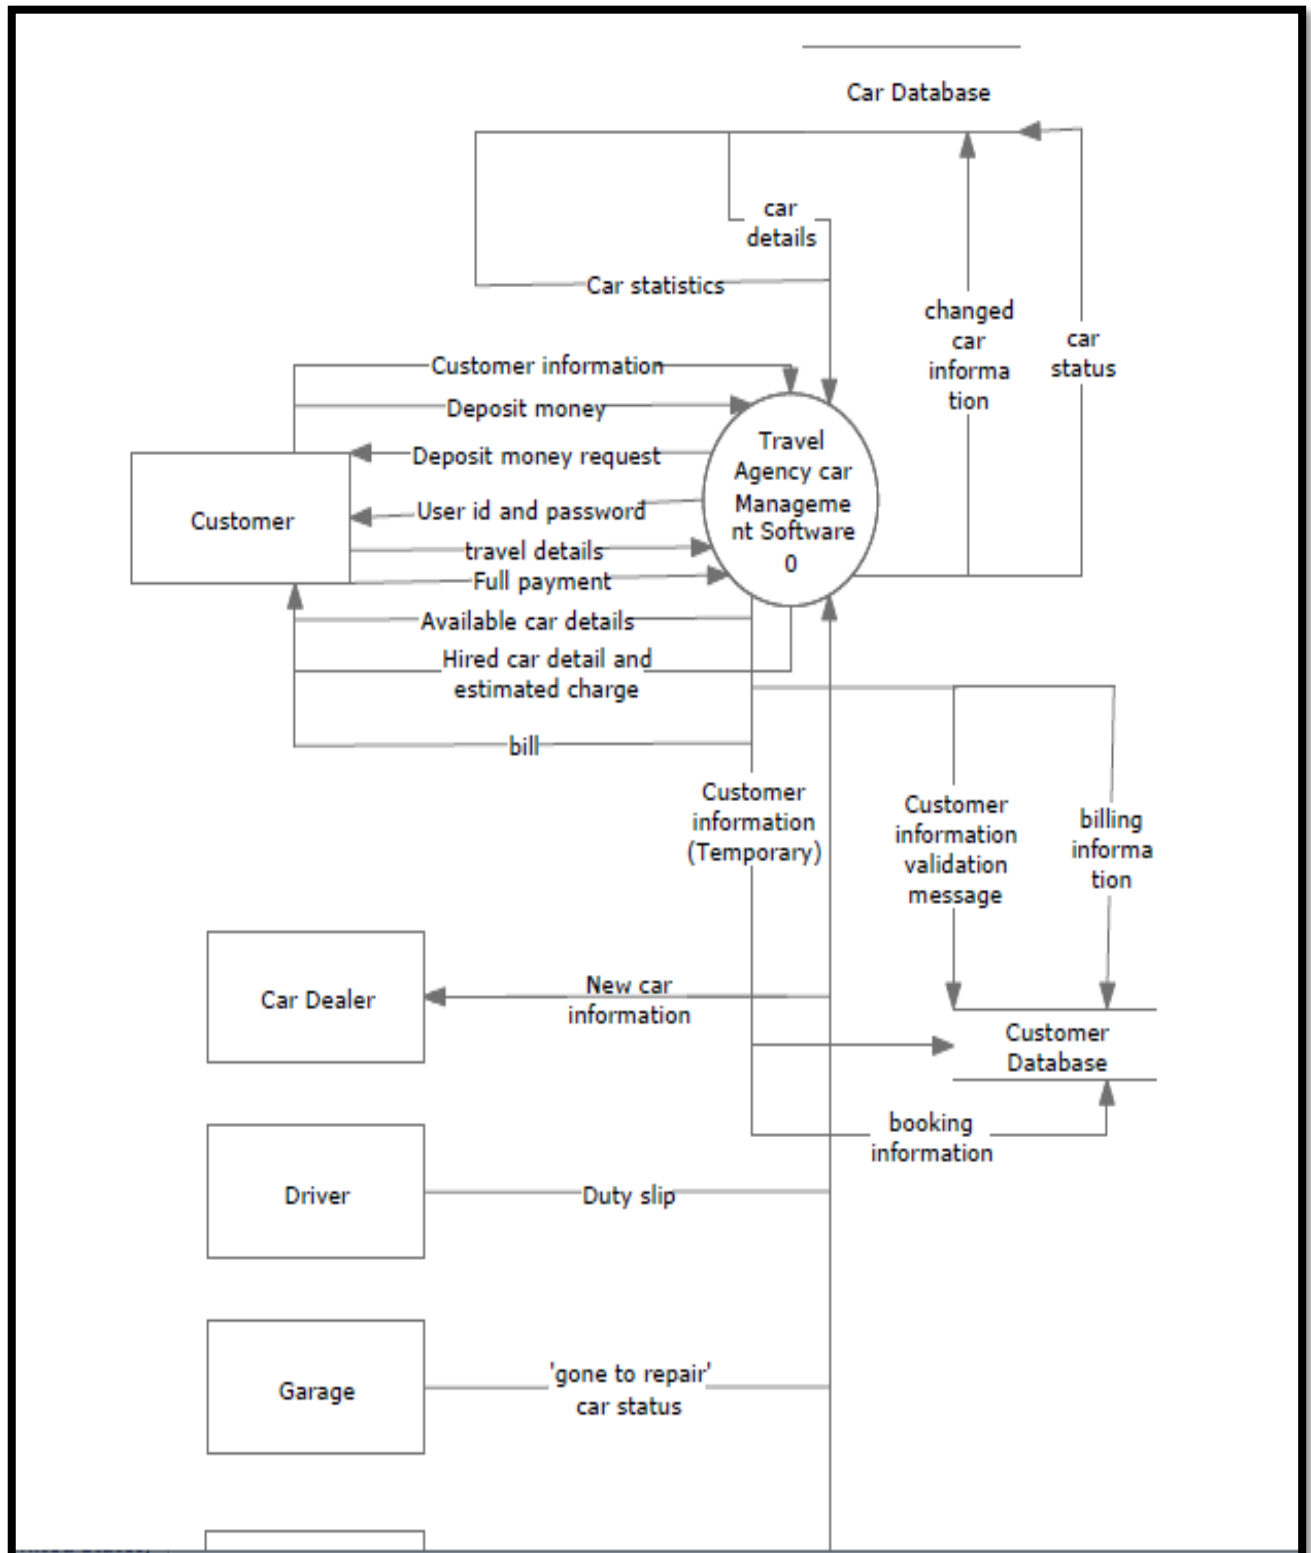 Car Database
car
details
Car statistics
changed
car
informa
tion
car
status
Customer information
Deposit money
Deposit money request
User id and password
travel details
Full payment
Customer
Travel
Agency car
Manageme
nt Software
0
Available car details
Hired car detail and
estimated charge
bill
Customer
information
(Temporary)
Customer
information
validation
message
billing
informa
tion
Car Dealer
New car
information
Customer
Database
booking
information
Driver
Duty slip
Garage
'gone to repair'
car status